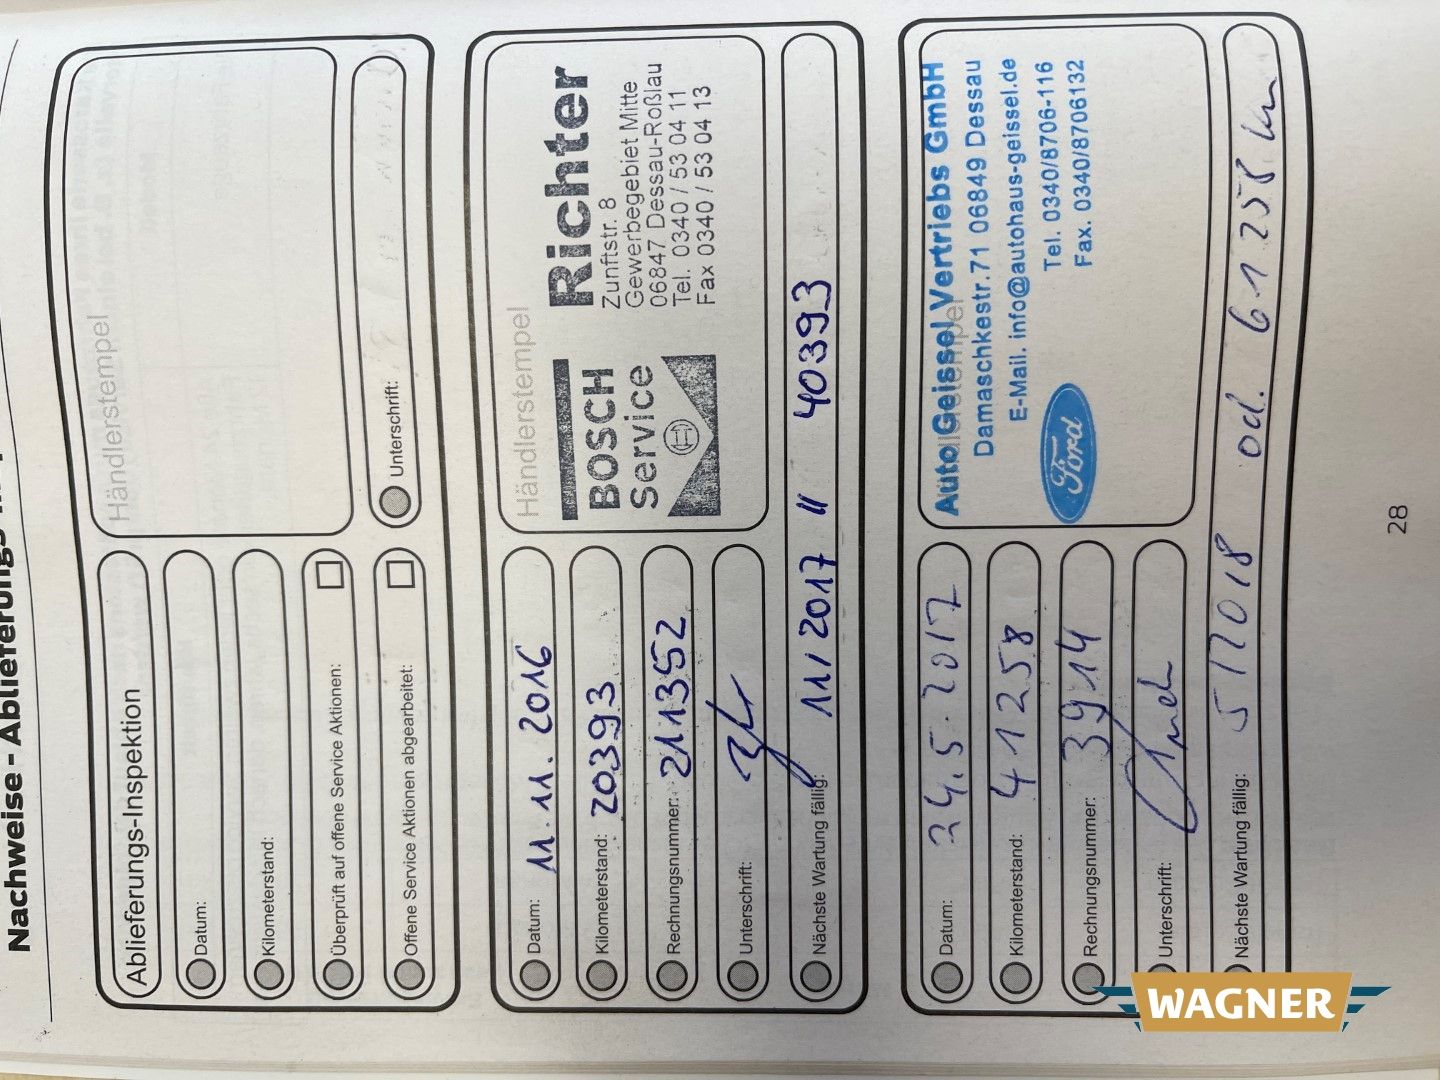 Nachweise - Ablieferungs
Ablieferungs-Inspektion
Datum:
Kilometerstand:
Überprüft auf offene Service Aktionen:
Offene Service Aktionen abgearbeitet:
Händlerstempel
Unterschrift:
Datum: 11.11.2016
Kilometerstand: 20393
Rechnungsnummer: 211352
Unterschrift:
Händlerstempel
BOSCH
Service
Richter
Zunftstr. 8
Gewerbegebiet Mitte
06847 Dessau-Roßlau
Tel. 0340 / 53 04 11
Fax 0340 / 53 04 13
Nächste Wartung fällig: 11/2017 // 40393
Datum: 24.5.2017
Kilometerstand: 41258
Rechnungsnummer: 3914
Unterschrift:
Auto Geissel Vertriebs GmbH
Damaschkestr.71 06849 Dessau
E-Mail. info@autohaus-geissel.de
Tel. 0340/8706-116
Fax. 0340/8706132
Ford
Nächste Wartung fällig: 5/2018 od. 61258 km
28
WAGNER